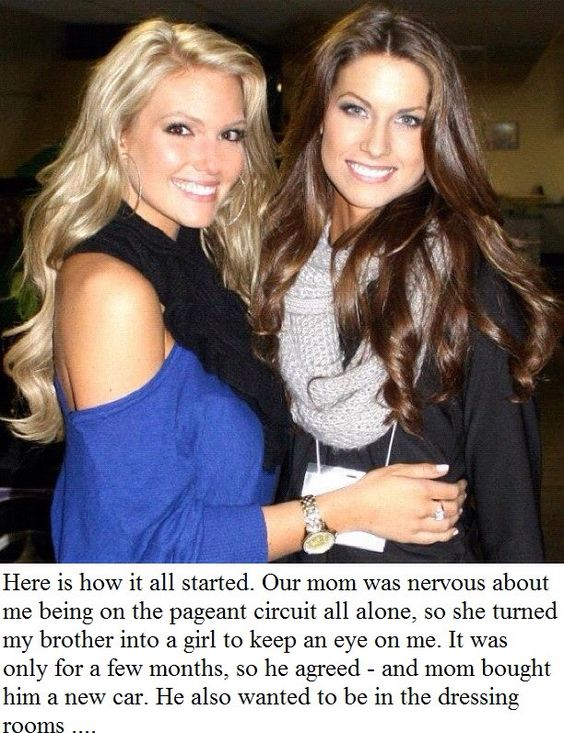 Here is how it all started. Our mom was nervous about
me being on the pageant circuit all alone, so she turned
my brother into a girl to keep an eye on me. It was
only for a few months, so he agreed - and mom bought
him a new car. He also wanted to be in the dressing
rooms ....